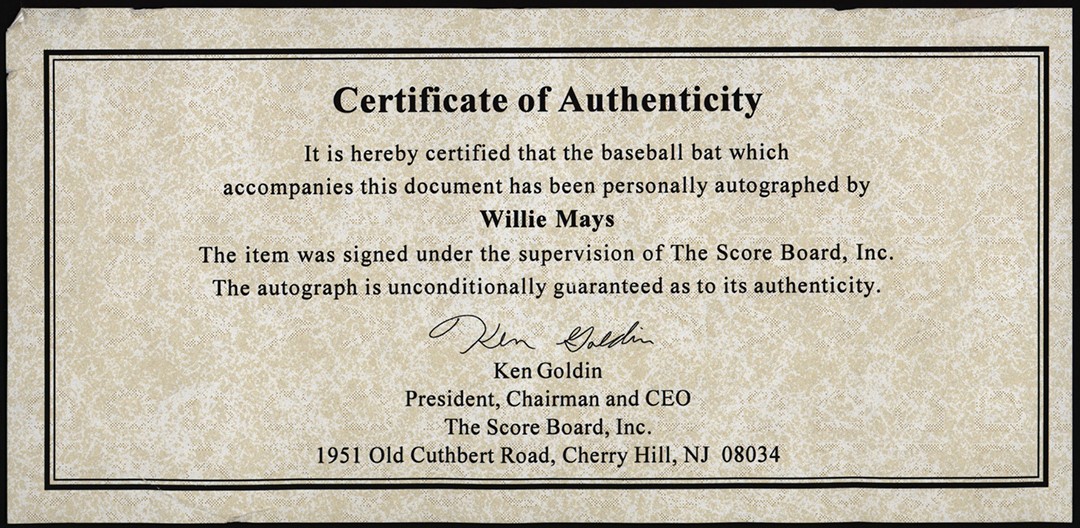 Certificate of Authenticity
It is hereby certified that the baseball bat which
accompanies this document has been personally autographed by
Willie Mays
The item was signed under the supervision of The Score Board, Inc.
The autograph is unconditionally guaranteed as to its authenticity.
Ken Goldin
Ken Goldin
President, Chairman and CEO
The Score Board, Inc.
1951 Old Cuthbert Road, Cherry Hill, NJ 08034